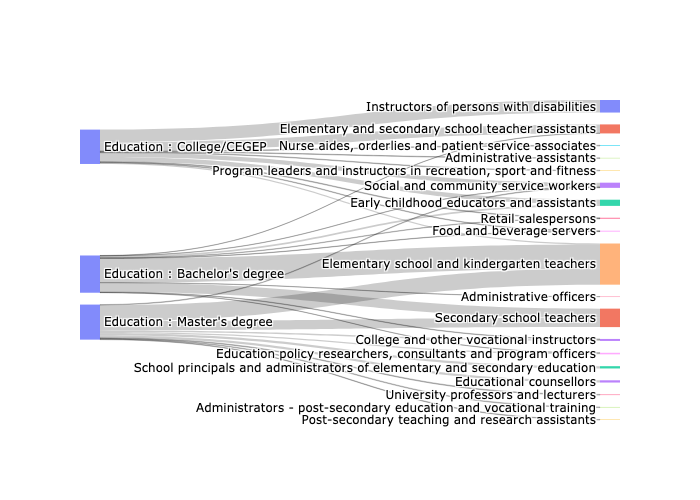 Instructors of persons with disabilities
Elementary and secondary school teacher assistants
Education : College/CEGEP
Nurse aides, orderlies and patient service associates
Administrative assistants
Program leaders and instructors in recreation, sport and fitness
Social and community service workers
Early childhood educators and assistants
Retail salespersons
Food and beverage servers
Elementary school and kindergarten teachers
Education : Bachelor's degree
Administrative officers
Secondary school teachers
Education : Master's degree
College and other vocational instructors
Education policy researchers, consultants and program officers
School principals and administrators of elementary and secondary education
Educational counsellors
University professors and lecturers
Administrators - post-secondary education and vocational training
Post-secondary teaching and research assistants